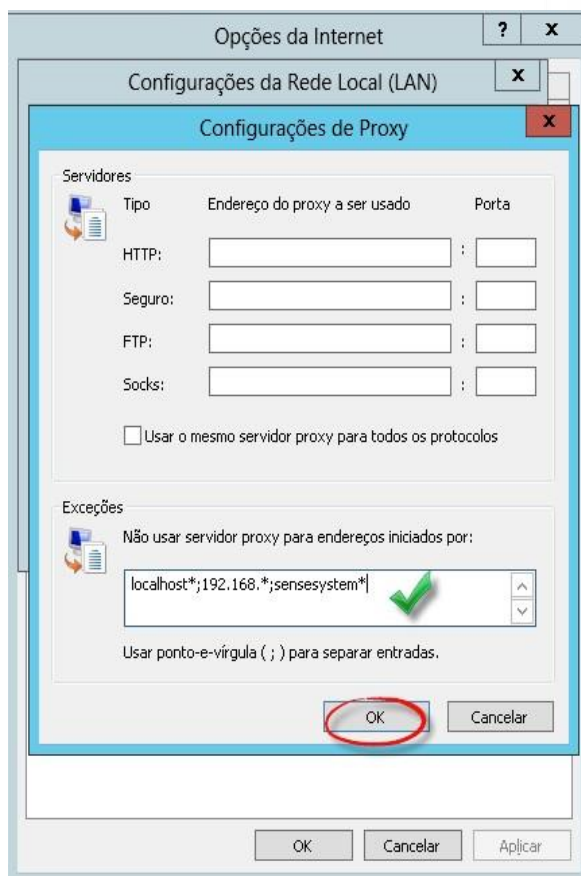 Opções da Internet
? x
Configurações da Rede Local (LAN)
x
Configurações de Proxy
x
Servidores
Tipo Endereço do proxy a ser usado Porta
HTTP: :
Seguro: :
FTP: :
Socks: :
Usar o mesmo servidor proxy para todos os protocolos
Exceções
Não usar servidor proxy para endereços iniciados por:
localhost*;192.168.*;sensesystem*
Usar ponto-e-vírgula ( ; ) para separar entradas.
OK Cancelar
OK Cancelar Aplicar